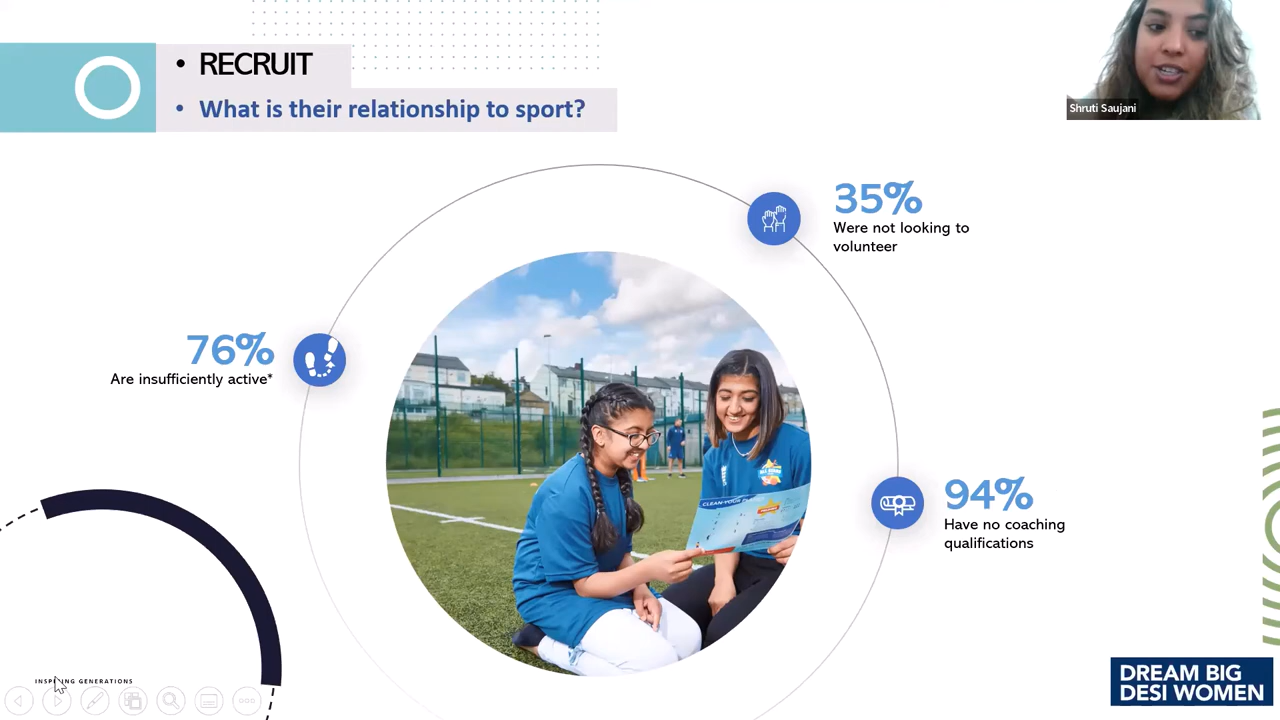 • RECRUIT
• What is their relationship to sport?
Shruti Saujani
35%
Were not looking to
volunteer
76%
Are insufficiently active*
94%
Have no coaching
qualifications
INSPIRING GENERATIONS
DREAM BIG
DESI WOMEN